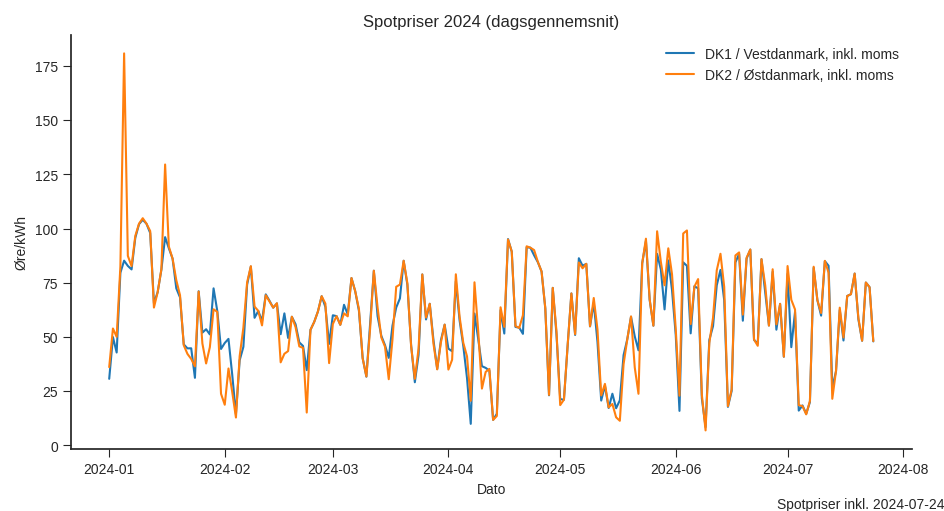 Spotpriser 2024 (dagsgennemsnit)
DK1 / Vestdanmark, inkl. moms
DK2 / Østdanmark, inkl. moms
175
150
125
100
75
50
25
0
Øre/kWh
2024-01 2024-02 2024-03 2024-04 2024-05 2024-06 2024-07 2024-08
Dato
Spotpriser inkl. 2024-07-24